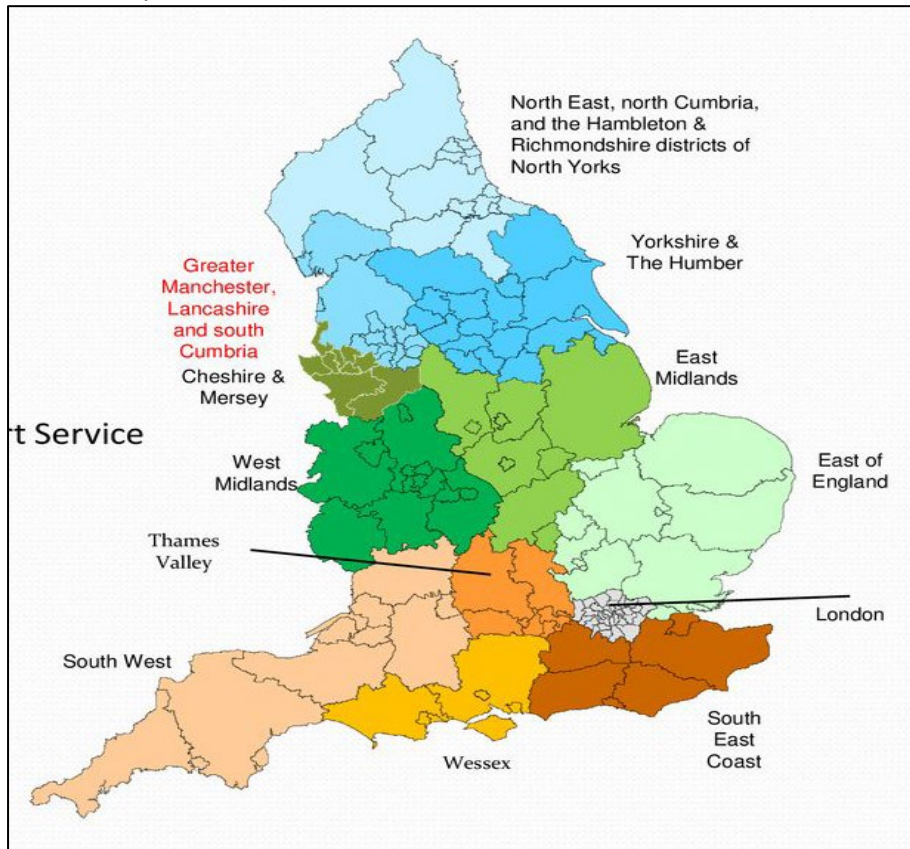 North East, north Cumbria,
and the Hambleton &
Richmondshire districts of
North Yorks
Yorkshire &
The Humber
Greater
Manchester,
Lancashire
and south
Cumbria
Cheshire &
Mersey
East
Midlands
rt Service
West
Midlands
East of
England
Thames
Valley
London
South West
South
East
Coast
Wessex